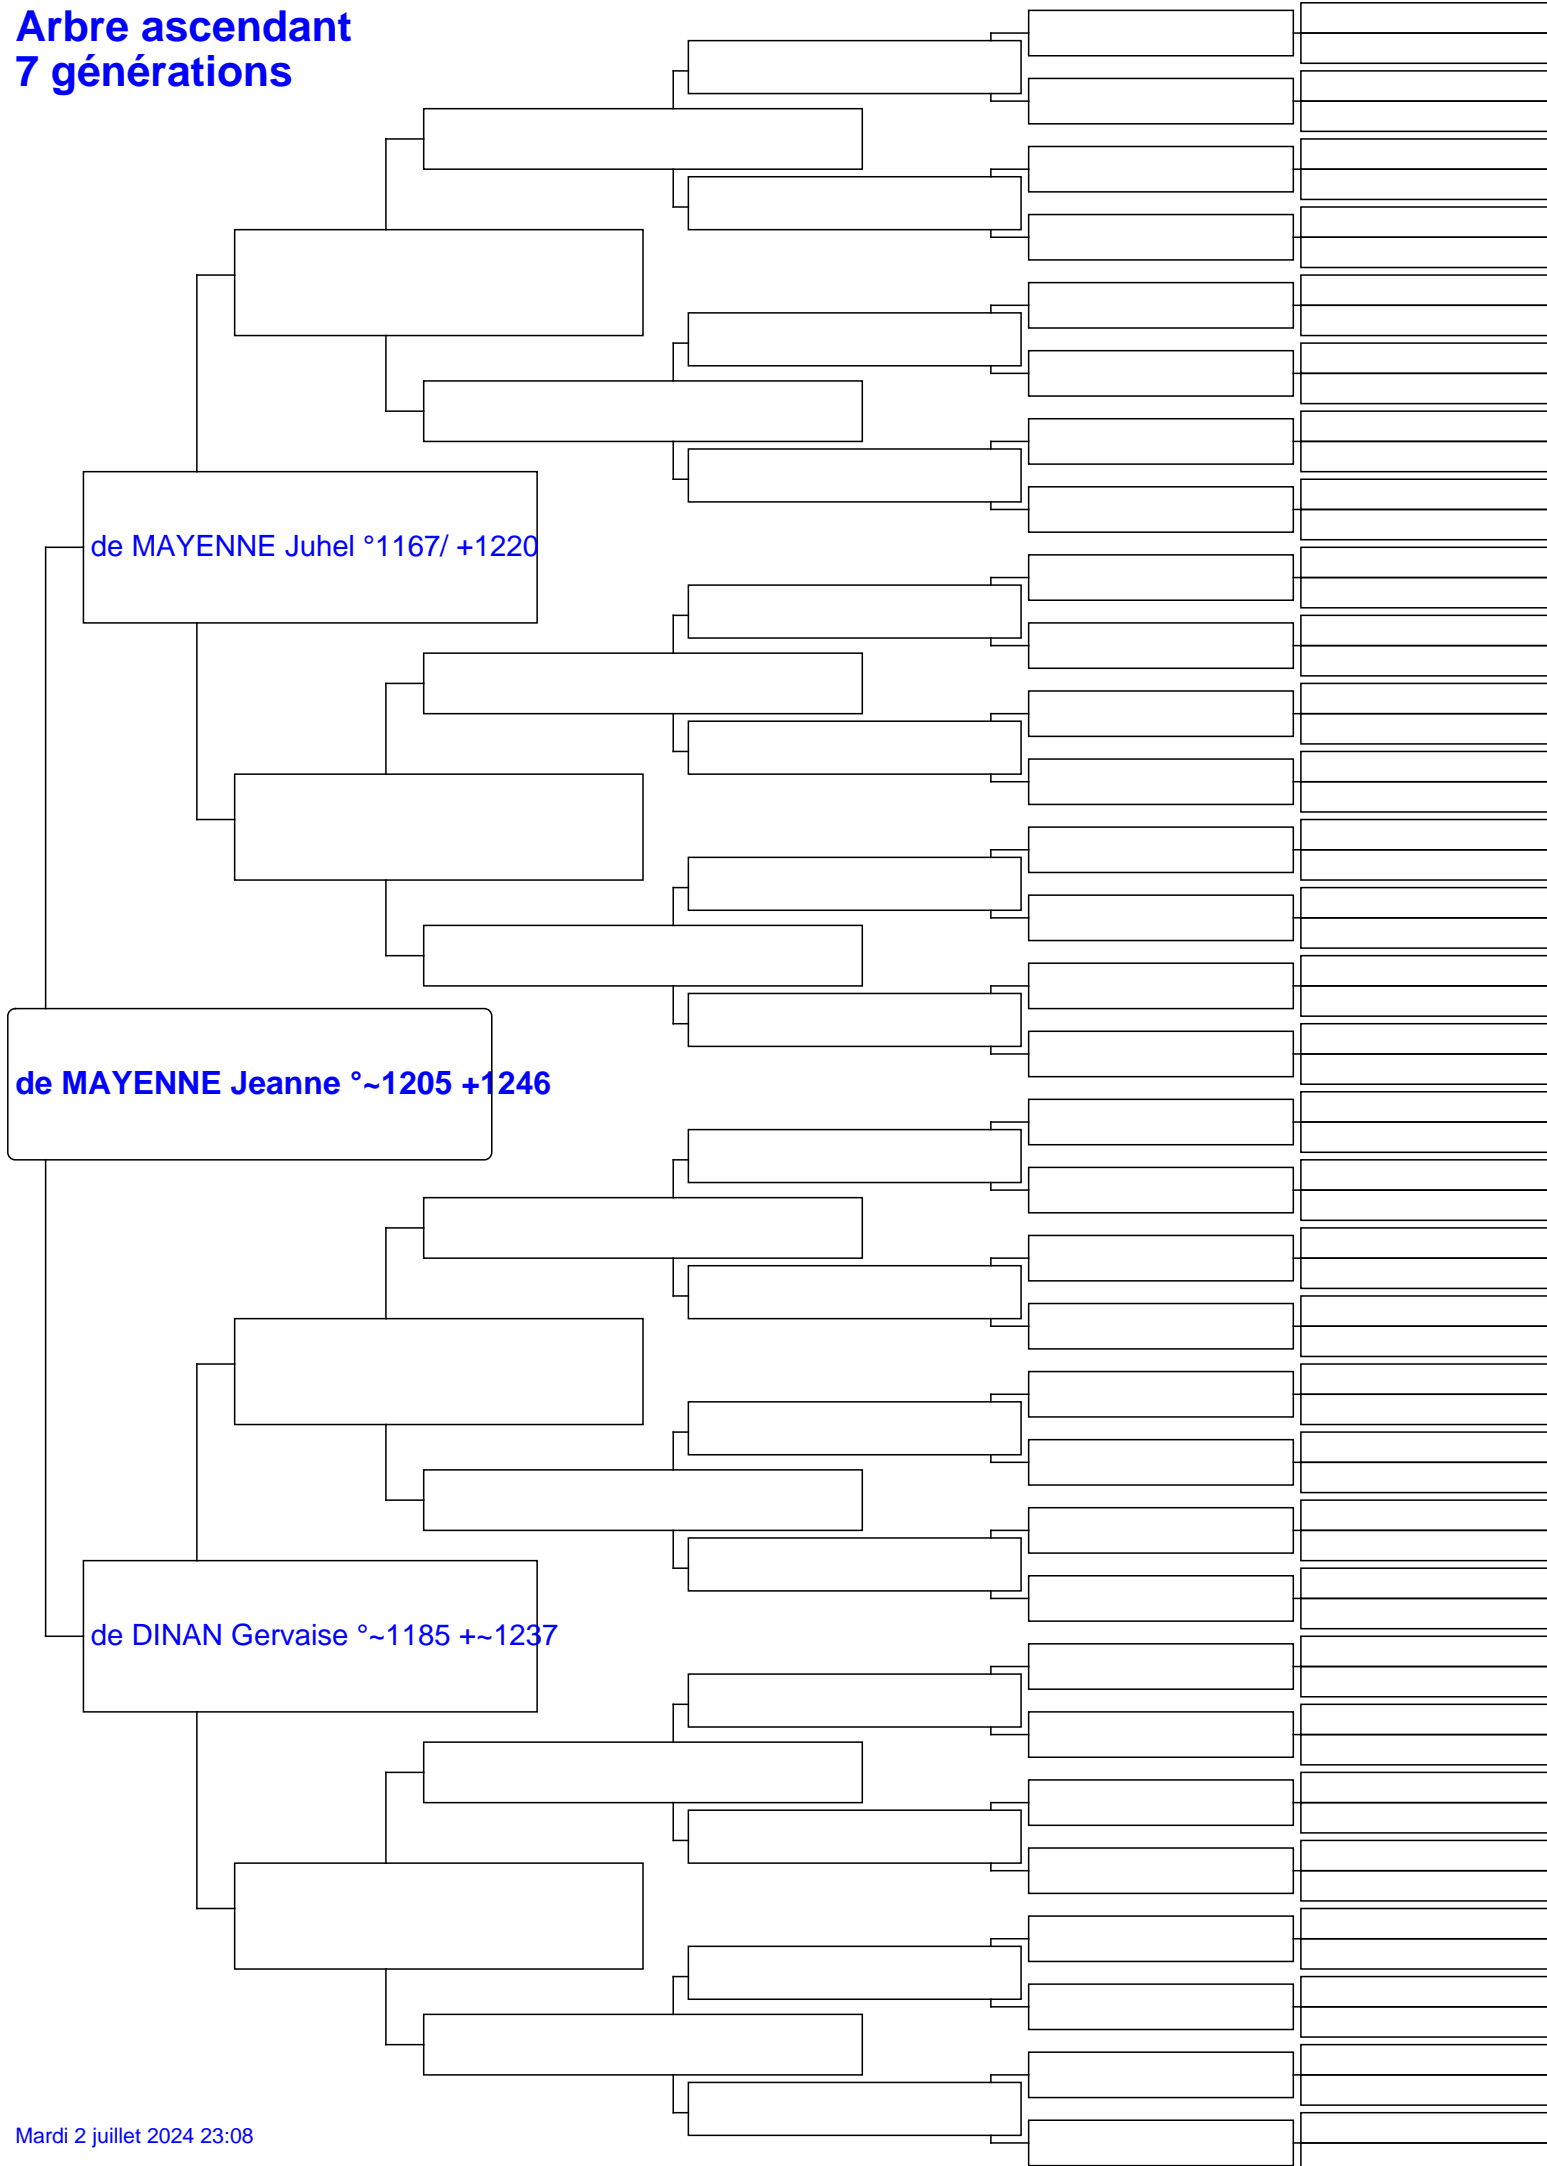 Arbre ascendant
7 générations
de MAYENNE Juhel °1167/ +1220
de MAYENNE Jeanne °~1205 +1246
de DINAN Gervaise °~1185 +~1237
Mardi 2 juillet 2024 23:08